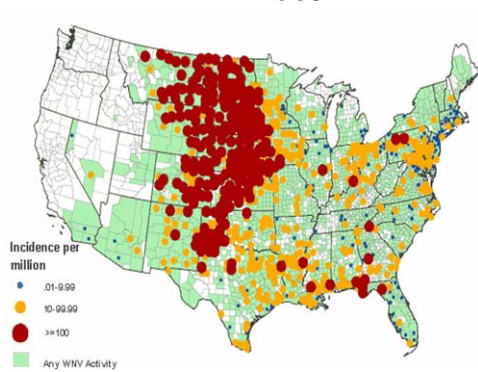 Incidence per
million
.01-9.99
10-99.99
>=100
Any WNV Activity